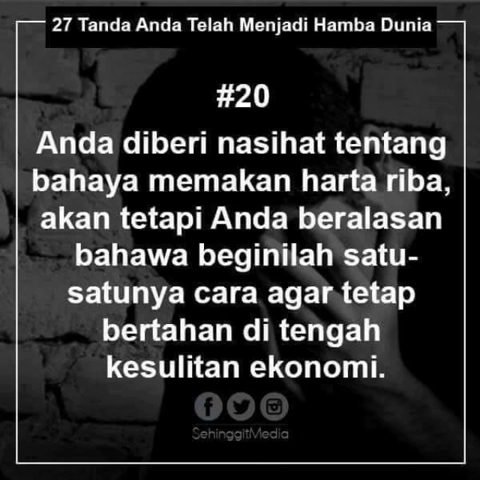 27 Tanda Anda Telah Menjadi Hamba Dunia
#20
Anda diberi nasihat tentang
bahaya memakan harta riba,
akan tetapi Anda beralasan
bahawa beginilah satu-
satunya cara agar tetap
bertahan di tengah
kesulitan ekonomi.
SehinggitMedia